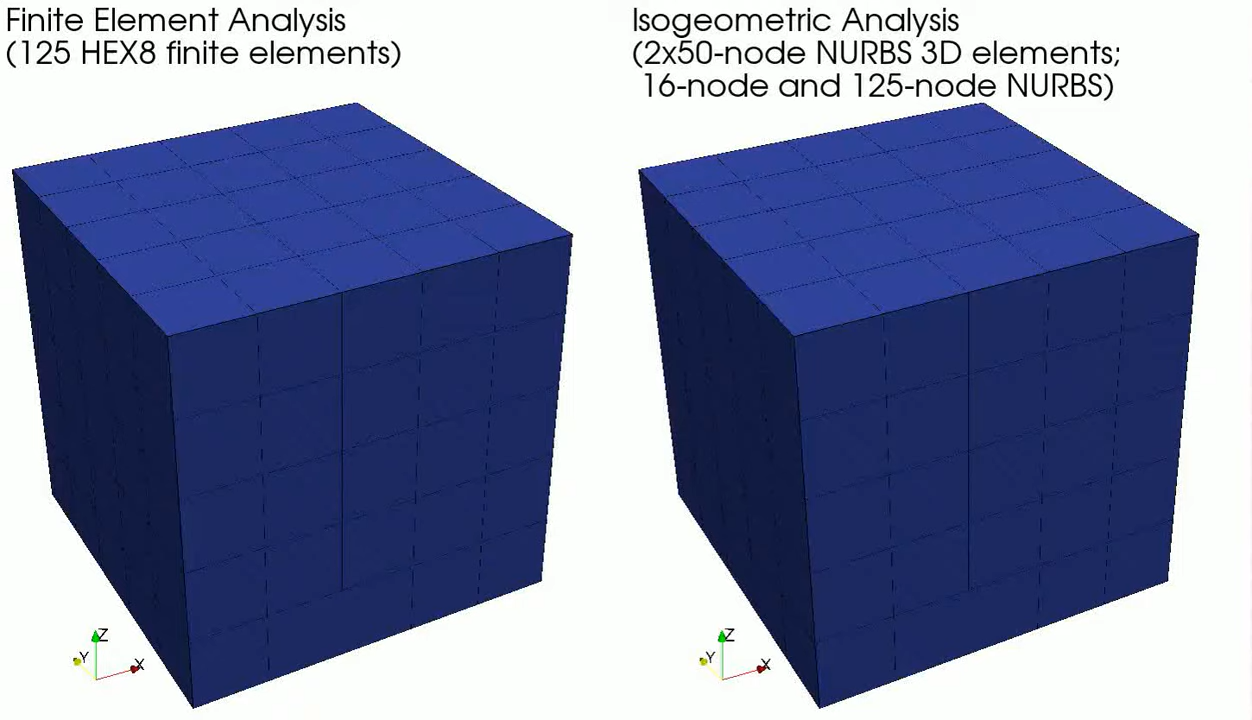 Finite Element Analysis
(125 HEX8 finite elements)
Isogeometric Analysis
(2x50-node NURBS 3D elements;
16-node and 125-node NURBS)
Z
Y
X
Z
Y
X